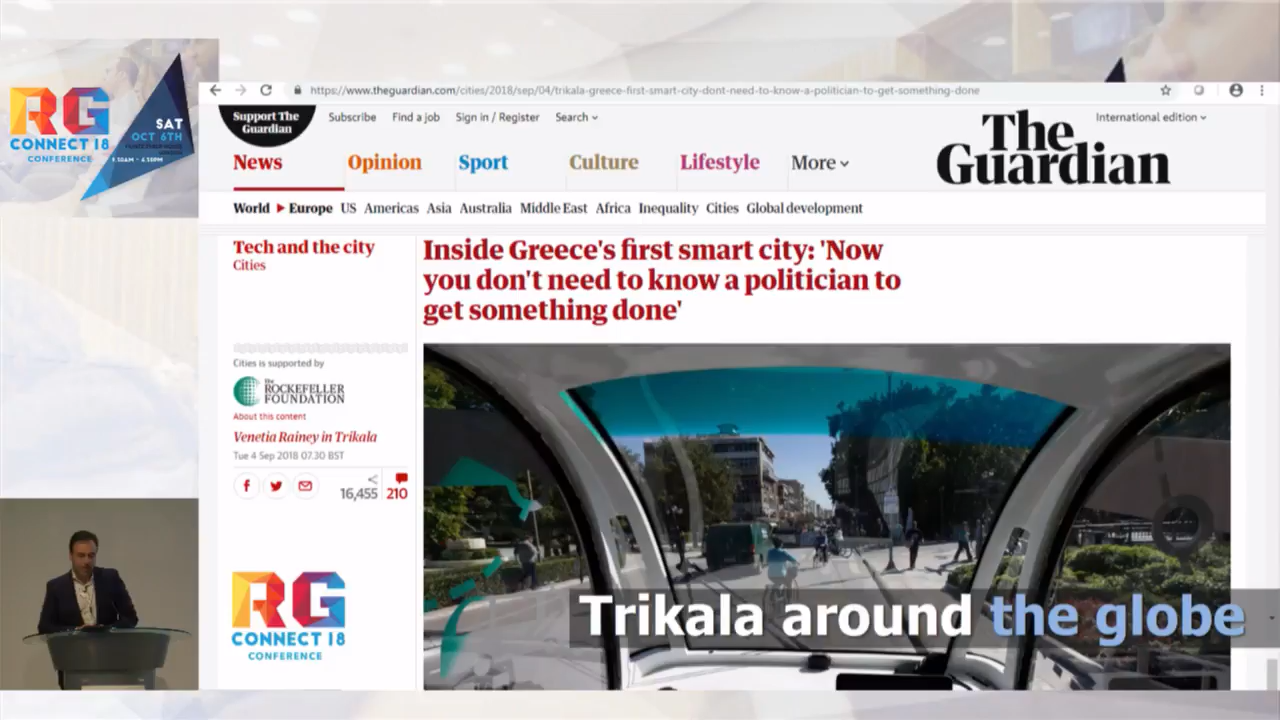 RG
CONNECT 18
CONFERENCE
SAT
OCT 6TH
https://www.theguardian.com/cities/2018/sep/04/trikala-greece-first-smart-city-dont-need-to-know-a-politician-to-get-something-done
Support The
Guardian
Subscribe Find a job Sign in / Register Search
International edition
The
Guardian
News Opinion Sport Culture Lifestyle More
World Europe US Americas Asia Australia Middle East Africa Inequality Cities Global development
Tech and the city
Cities
Inside Greece's first smart city: 'Now
you don't need to know a politician to
get something done'
Cities is supported by
The
ROCKEFELLER
FOUNDATION
About this content
Venetia Rainey in Trikala
Tue 4 Sep 2018 07.30 BST
16,455 210
RG
CONNECT 18
CONFERENCE
Trikala around the globe